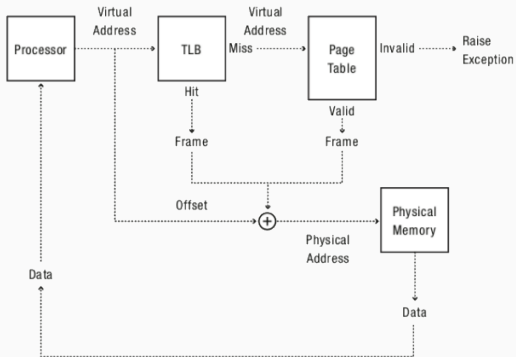 Virtual
Address
Virtual
Address
Processor
TLB
Miss
Page
Table
Invalid
Raise
Exception
Hit
Valid
Frame
Frame
Offset
+
Physical
Memory
Physical
Address
Data
Data